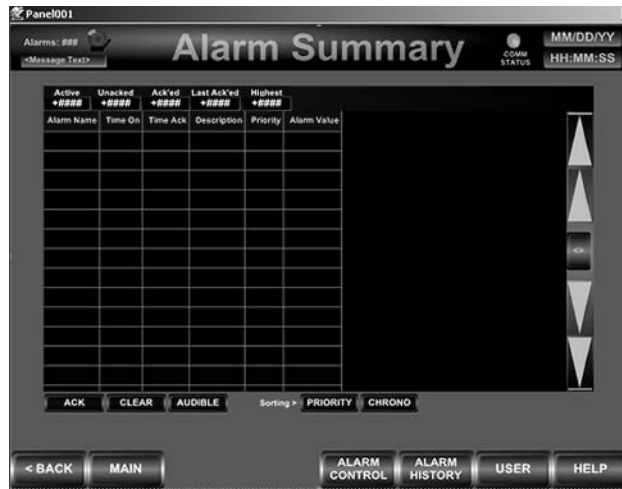 Panel001
Alarms: ###
<Message Text>
Alarm Summary
COMM
STATUS
MM/DD/YY
HH:MM:SS
Active Unacked Ack'ed Last Ack'ed Highest
+#### +#### +#### +#### +####
Alarm Name Time On Time Ack Description Priority Alarm Value
<>
ACK CLEAR AUDIBLE Sorting > PRIORITY CHRONO
< BACK MAIN ALARM CONTROL ALARM HISTORY USER HELP